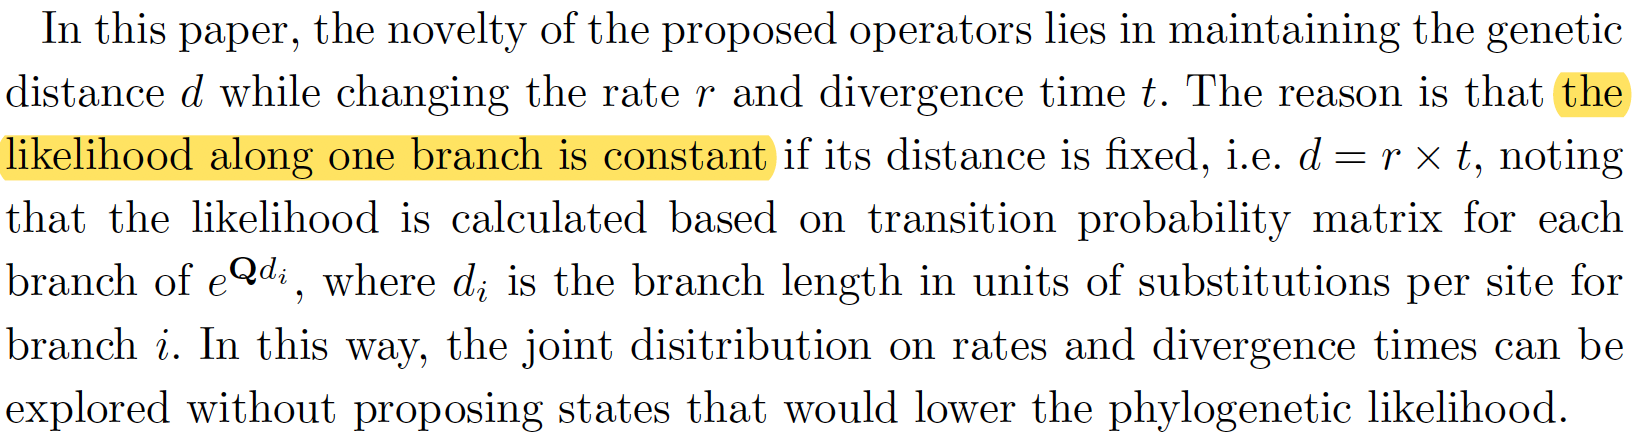 In this paper, the novelty of the proposed operators lies in maintaining the genetic
distance d while changing the rate r and divergence time t. The reason is that the
likelihood along one branch is constant if its distance is fixed, i.e. d = r × t, noting
that the likelihood is calculated based on transition probability matrix for each
branch of e^{Qd_i}, where d_i is the branch length in units of substitutions per site for
branch i. In this way, the joint disitribution on rates and divergence times can be
explored without proposing states that would lower the phylogenetic likelihood.